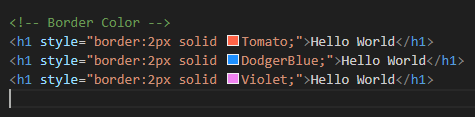 <!-- Border Color -->
<h1 style="border:2px solid Tomato;">Hello World</h1>
<h1 style="border:2px solid DodgerBlue;">Hello World</h1>
<h1 style="border:2px solid Violet;">Hello World</h1>